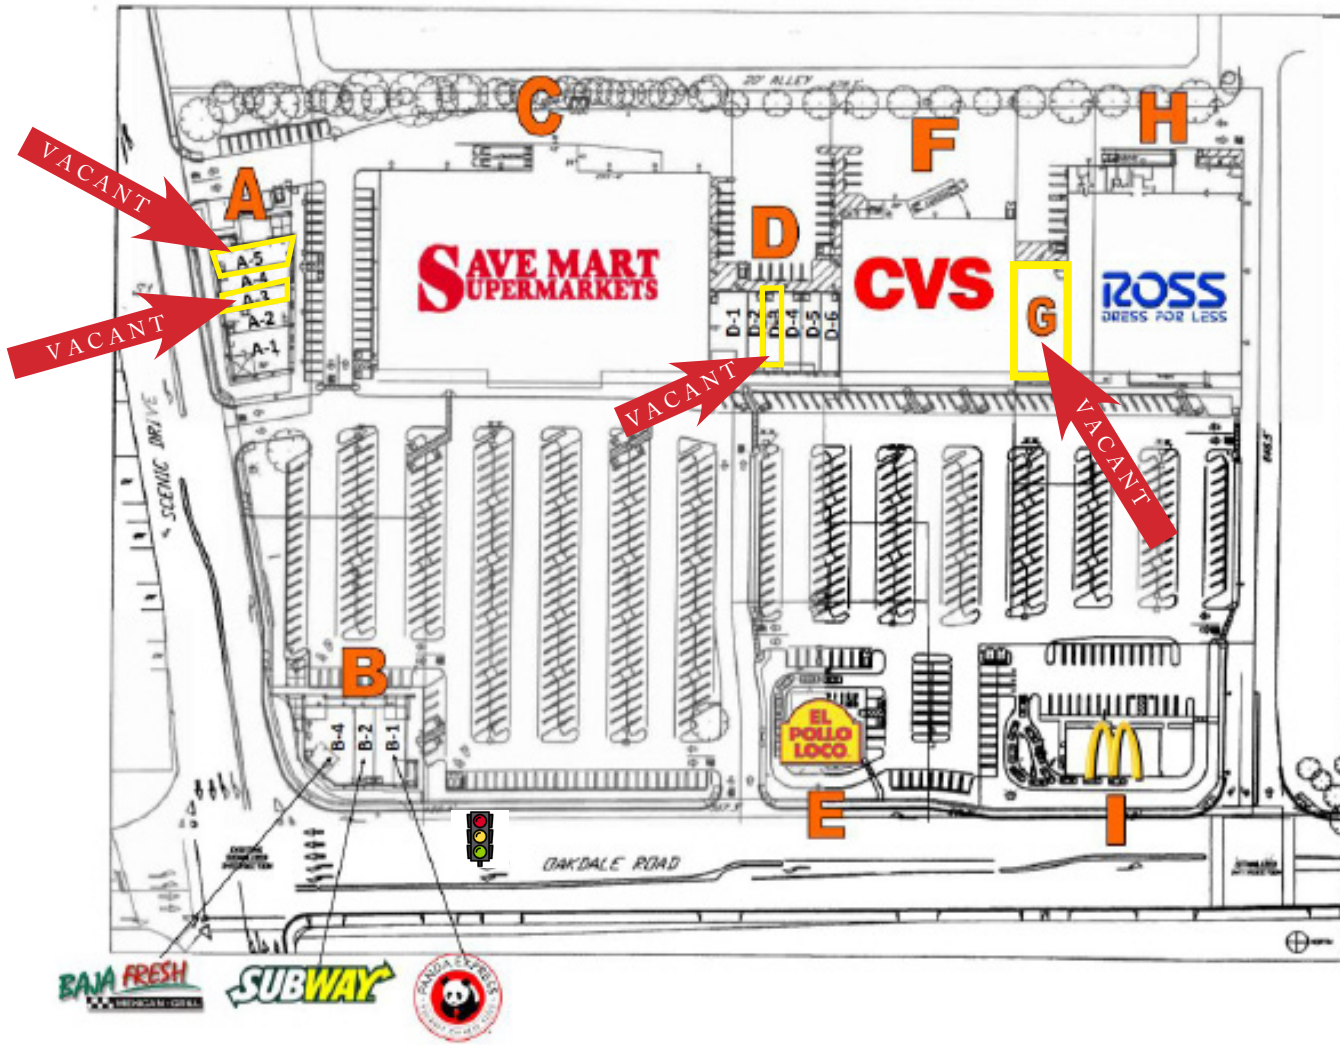 20' ALLEY
C
H
F
VACANT
A
D
SAVE MART
SUPERMARKETS
CVS
ROSS
DRESS FOR LESS
G
A-5
A-4
A-3
A-2
A-1
VACANT
D-1
D-2
D-3
D-4
D-5
D-6
VACANT
VACANT
SCENIC DRIVE
B
B-4
B-2
B-1
EL
POLLO
LOCO
E
I
OAKDALE ROAD
BAJA FRESH
MEXICAN GRILL
SUBWAY
PANDA EXPRESS